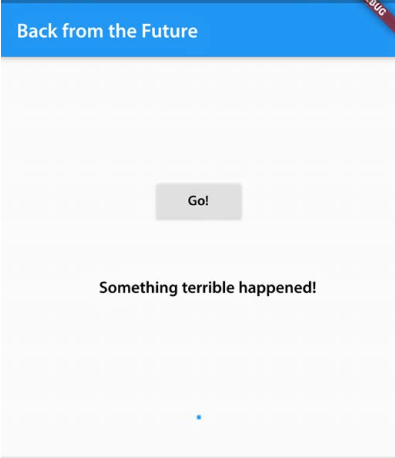 Back from the Future
Go!
Something terrible happened!